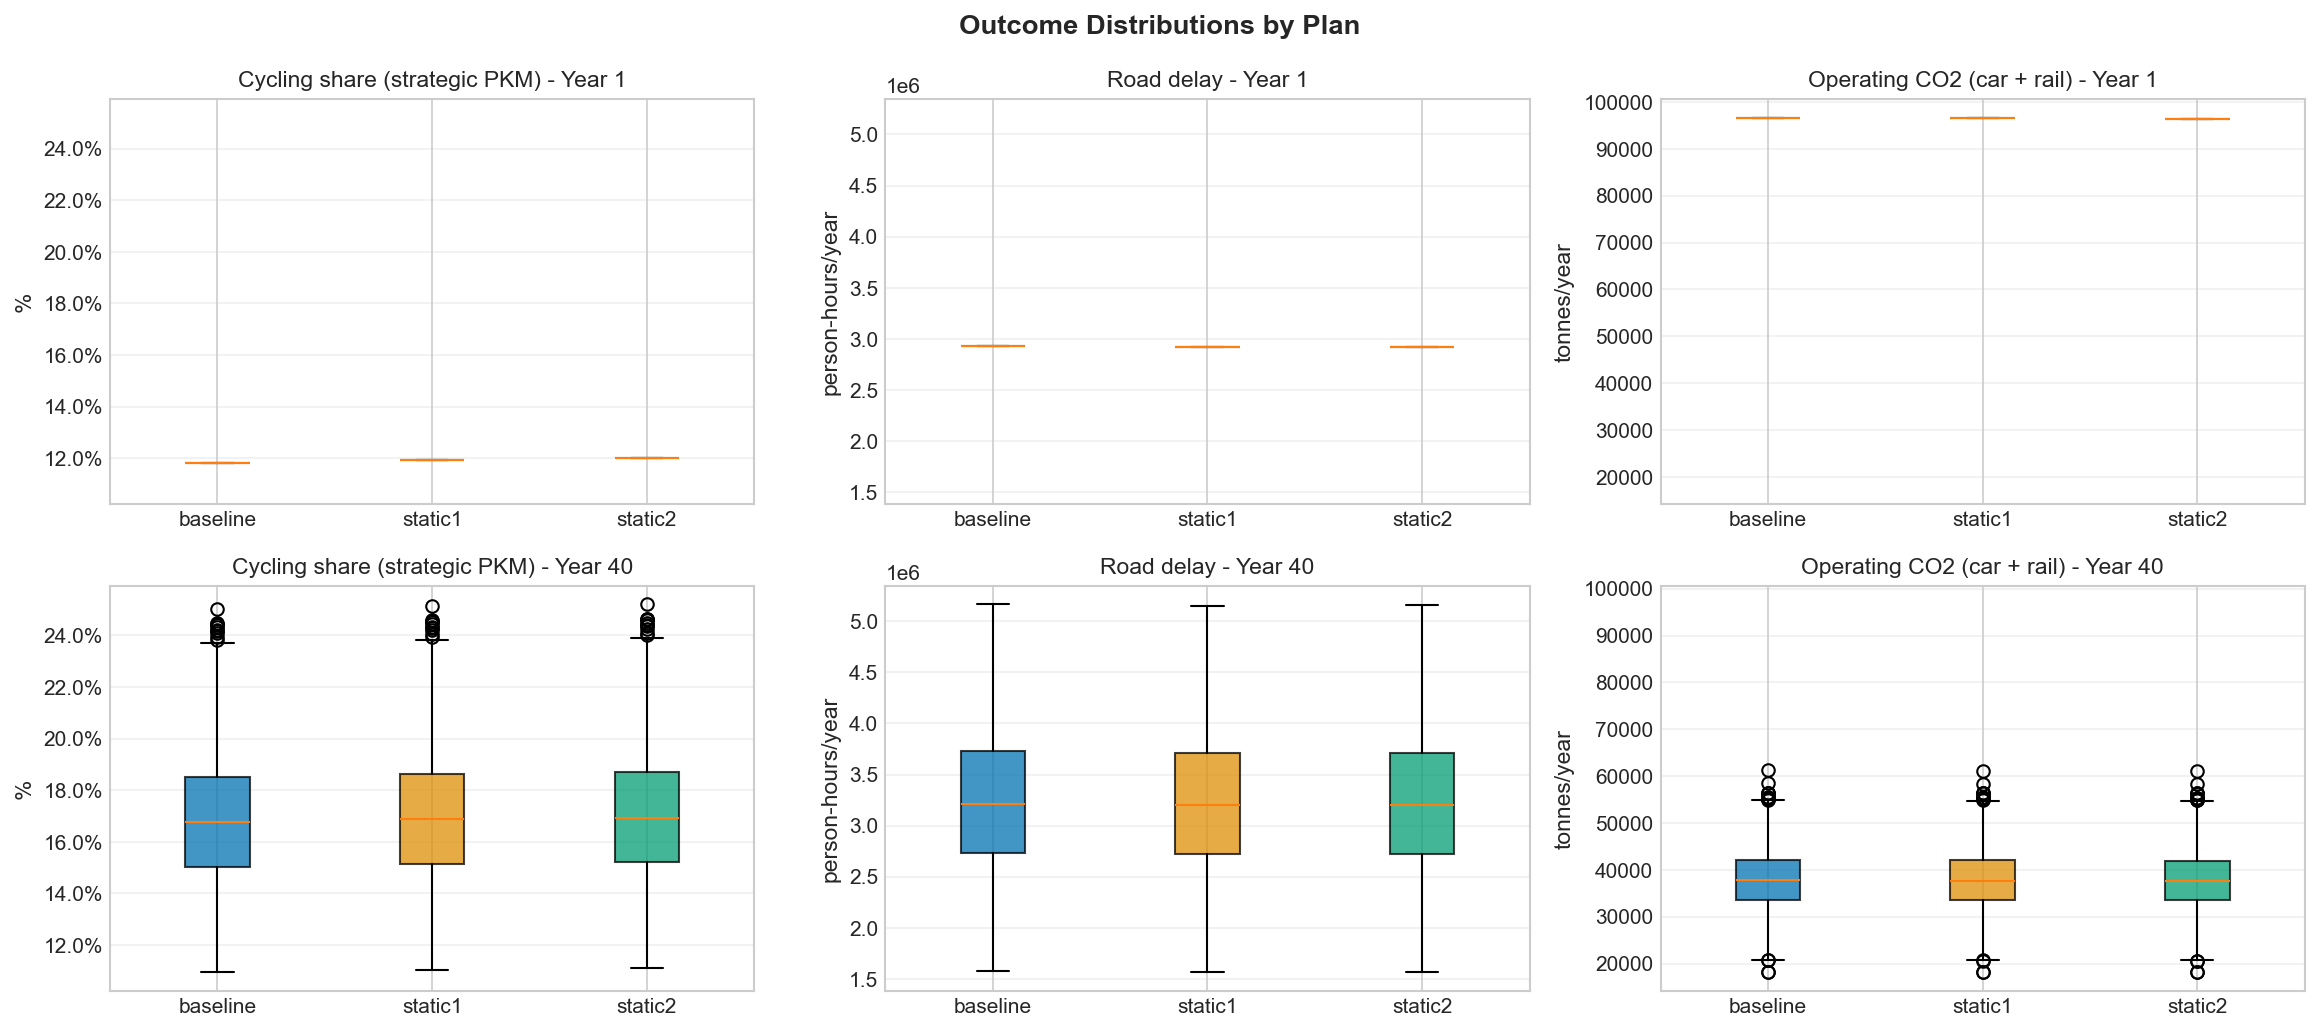 Outcome Distributions by Plan
Cycling share (strategic PKM) - Year 1
%
24.0%
22.0%
20.0%
18.0%
16.0%
14.0%
12.0%
baseline static1 static2
Road delay - Year 1
1e6
person-hours/year
5.0
4.5
4.0
3.5
3.0
2.5
2.0
1.5
baseline static1 static2
Operating CO2 (car + rail) - Year 1
tonnes/year
100000
90000
80000
70000
60000
50000
40000
30000
20000
baseline static1 static2
Cycling share (strategic PKM) - Year 40
%
24.0%
22.0%
20.0%
18.0%
16.0%
14.0%
12.0%
baseline static1 static2
Road delay - Year 40
1e6
person-hours/year
5.0
4.5
4.0
3.5
3.0
2.5
2.0
1.5
baseline static1 static2
Operating CO2 (car + rail) - Year 40
tonnes/year
100000
90000
80000
70000
60000
50000
40000
30000
20000
baseline static1 static2